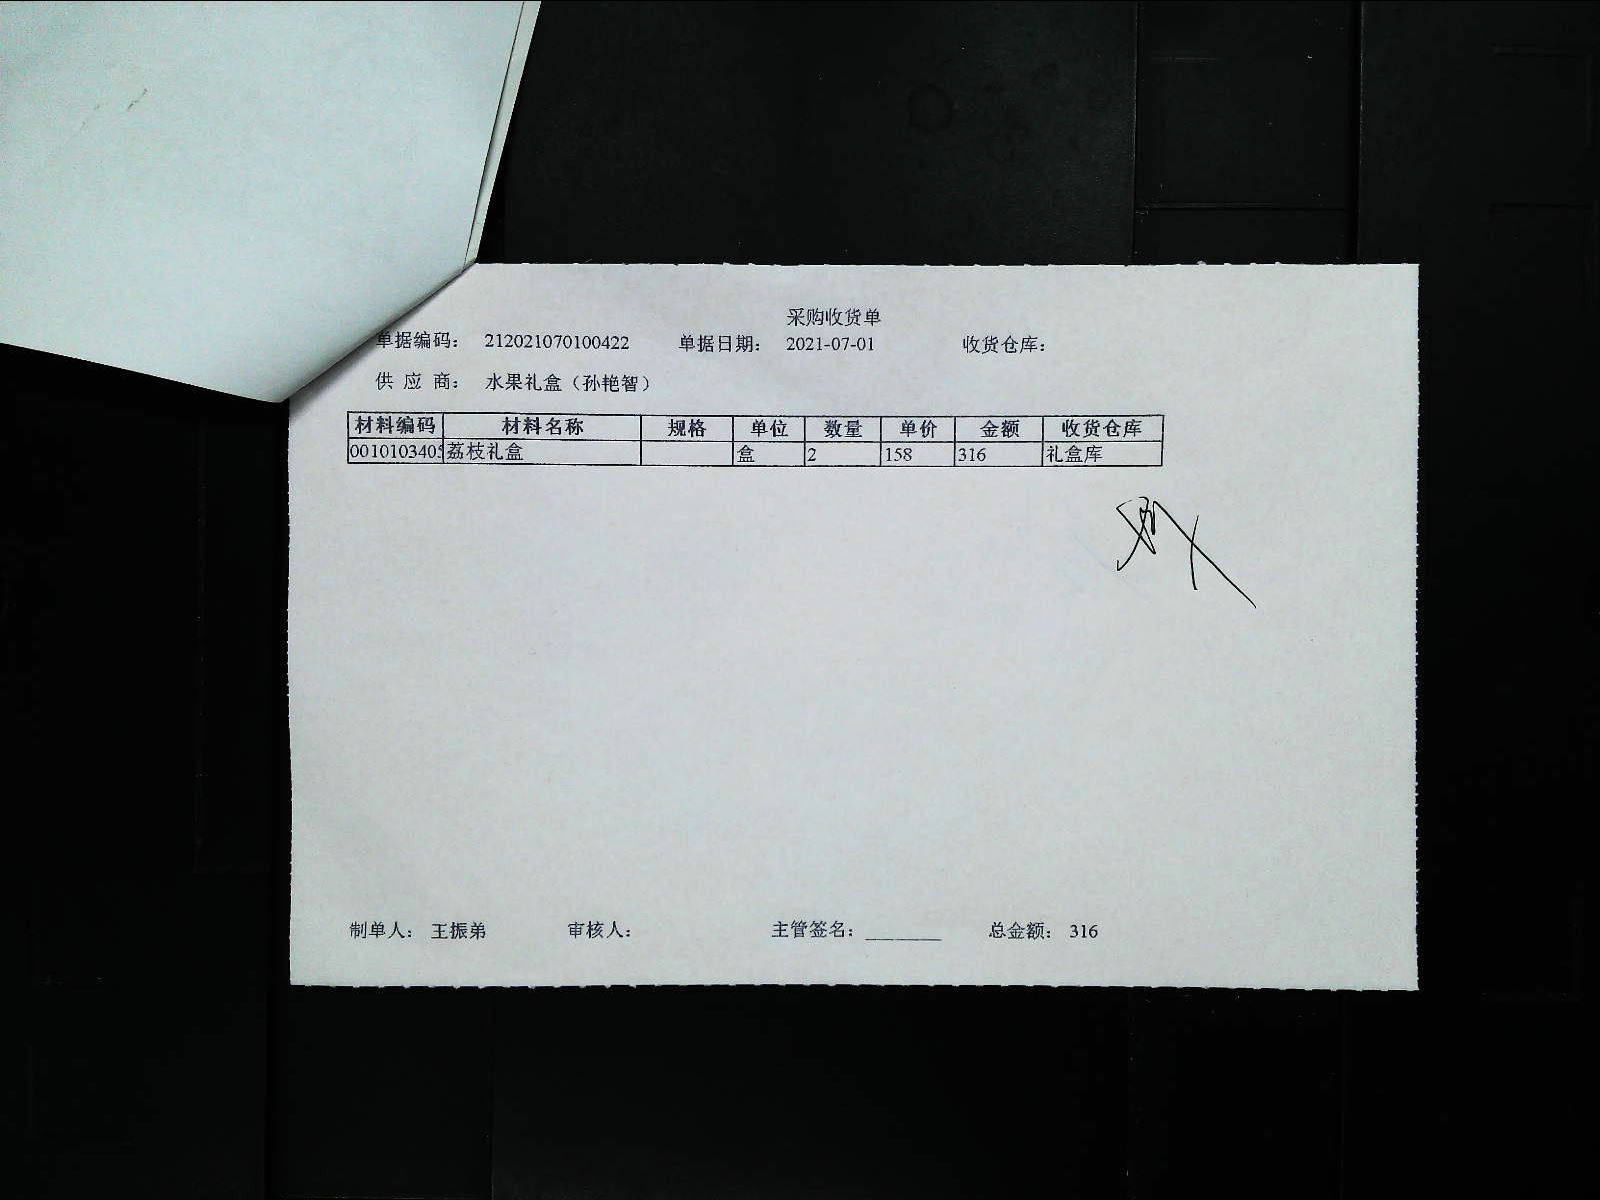 采购收货单
单据编码： 212021070100422 单据日期： 2021-07-01 收货仓库：
供 应 商： 水果礼盒（孙艳智）
材料编码 材料名称 规格 单位 数量 单价 金额 收货仓库
0010103405 荔枝礼盒 盒 2 158 316 礼盒库
制单人： 王振弟 审核人： 主管签名：________ 总金额： 316